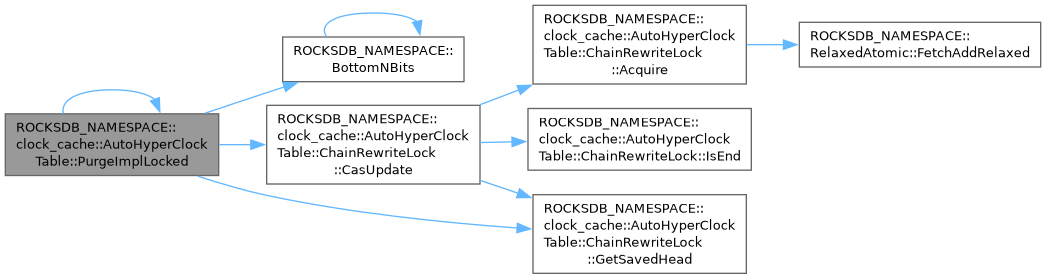 ROCKSDB_NAMESPACE::
clock_cache::AutoHyperClock
Table::PurgeImplLocked
ROCKSDB_NAMESPACE::
BottomNBits
ROCKSDB_NAMESPACE::
clock_cache::AutoHyperClock
Table::ChainRewriteLock
::CasUpdate
ROCKSDB_NAMESPACE::
clock_cache::AutoHyperClock
Table::ChainRewriteLock
::Acquire
ROCKSDB_NAMESPACE::
RelaxedAtomic::FetchAddRelaxed
ROCKSDB_NAMESPACE::
clock_cache::AutoHyperClock
Table::ChainRewriteLock::IsEnd
ROCKSDB_NAMESPACE::
clock_cache::AutoHyperClock
Table::ChainRewriteLock
::GetSavedHead